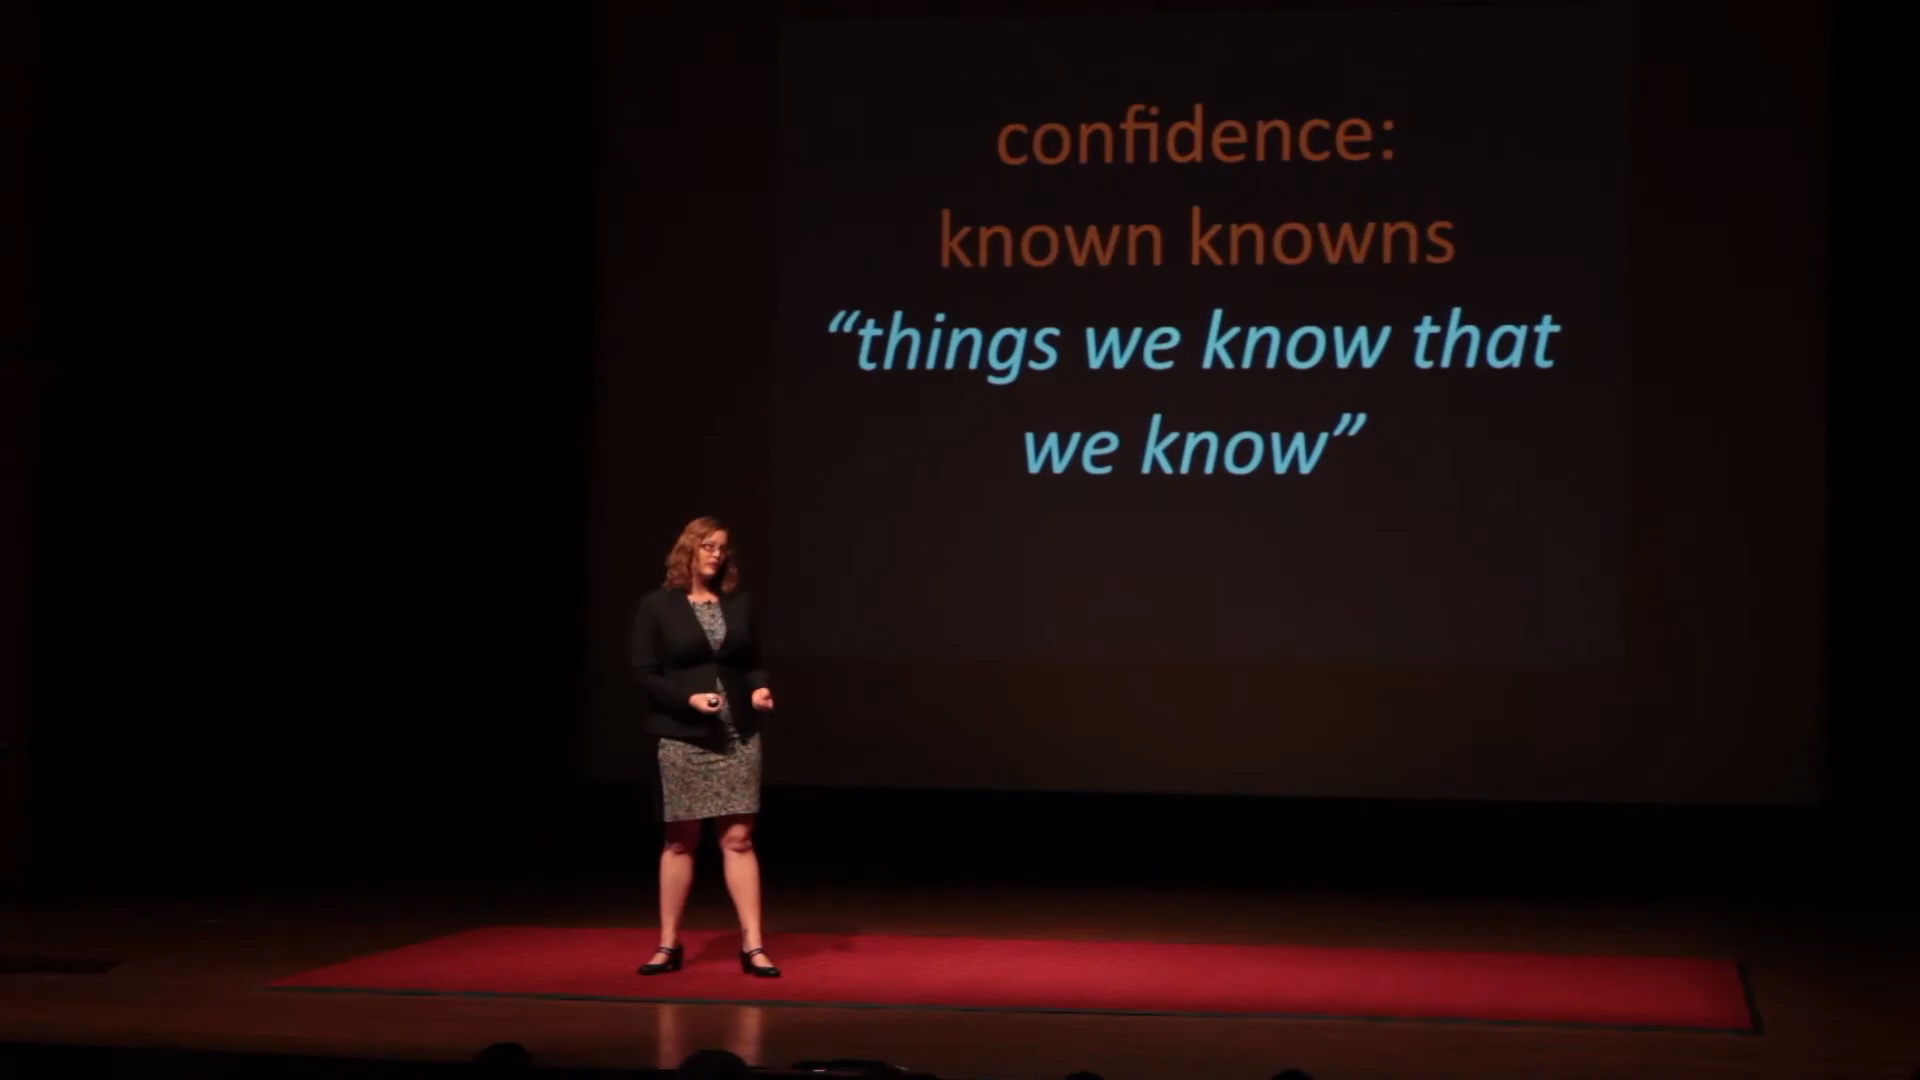 confidence:
known knowns
“things we know that
we know”